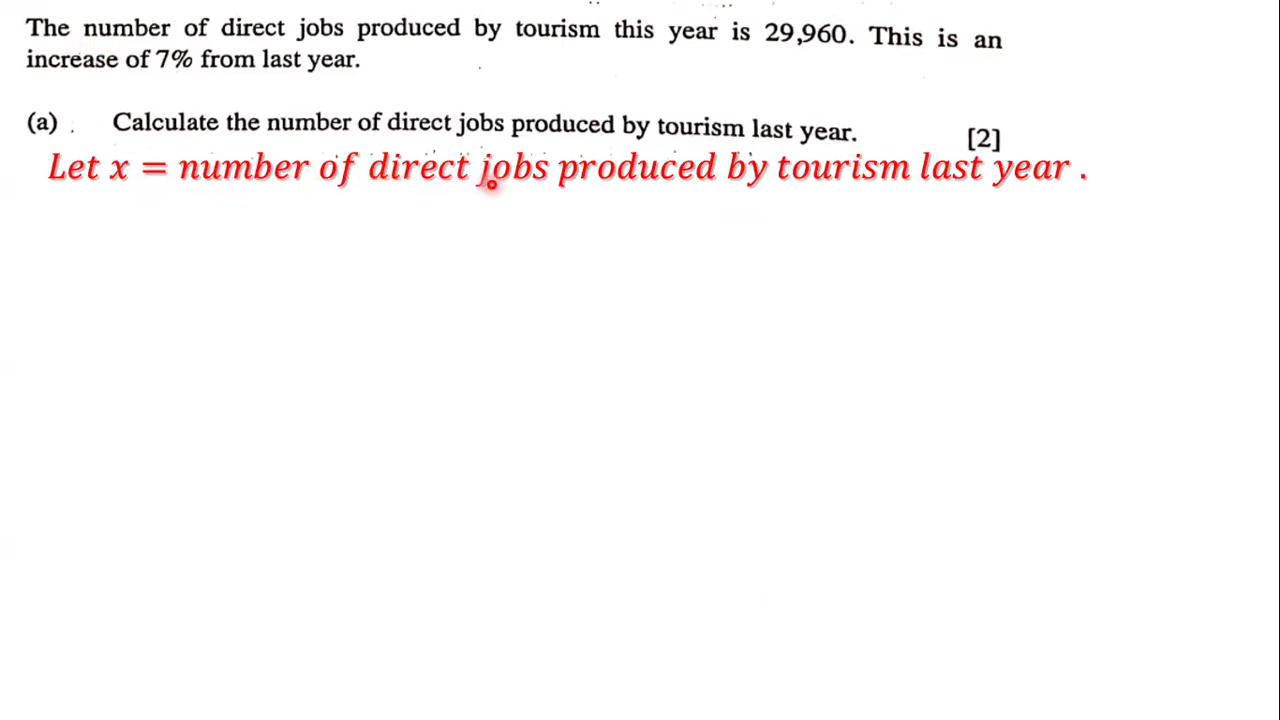 The number of direct jobs produced by tourism this year is 29,960. This is an
increase of 7% from last year.
(a) . Calculate the number of direct jobs produced by tourism last year. [2]
Let x = number of direct jobs produced by tourism last year .